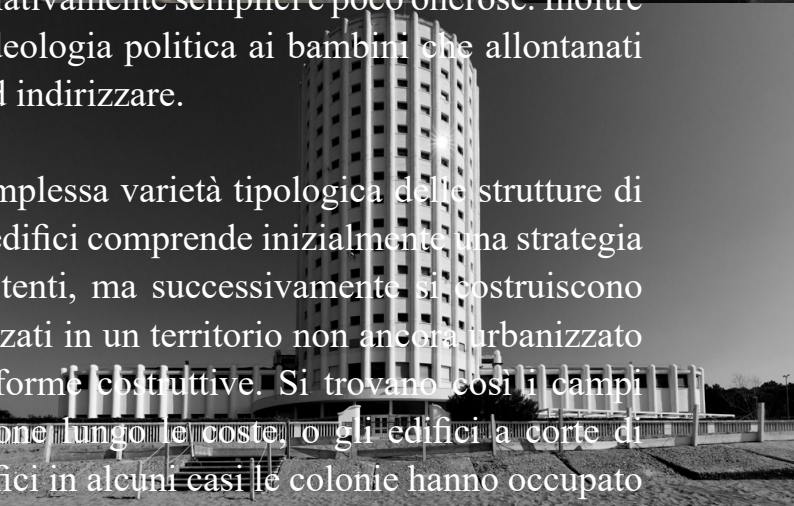 ativamente semplici e poco onerose. Inoltre
deologia politica ai bambini che allontanati
d indirizzare.
mplessa varietà tipologica delle strutture di
edifici comprende inizialmente una strategia
tenti, ma successivamente si costruiscono
zati in un territorio non ancora urbanizzato
forme costruttive. Si trovano così i campi
one lungo le coste, o gli edifici a corte di
fici in alcuni casi le colonie hanno occupato